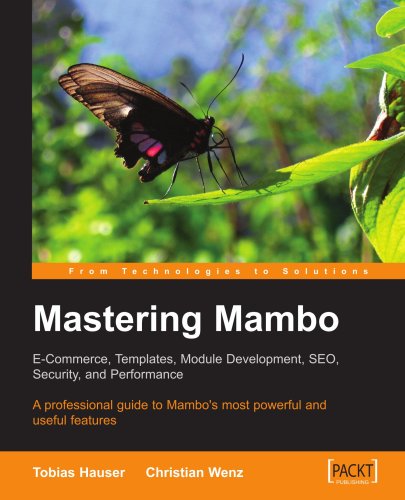 From Technologies to Solutions
Mastering Mambo
E-Commerce, Templates, Module Development, SEO,
Security, and Performance
A professional guide to Mambo's most powerful and
useful features
Tobias Hauser Christian Wenz
PACKT
PUBLISHING